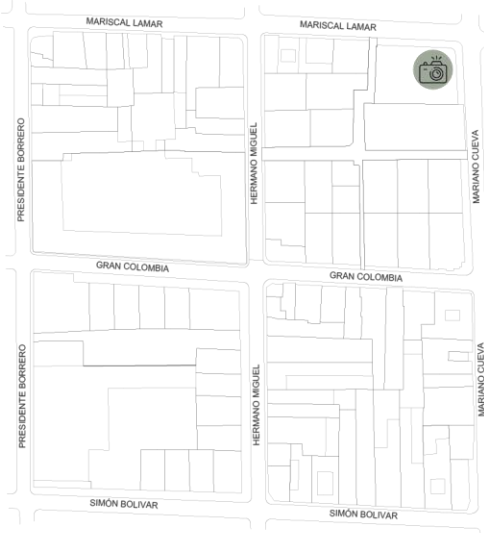 MARISCAL LAMAR
MARISCAL LAMAR
PRESIDENTE BORRERO
HERMANO MIGUEL
MARIANO CUEVA
GRAN COLOMBIA
GRAN COLOMBIA
PRESIDENTE BORRERO
HERMANO MIGUEL
MARIANO CUEVA
SIMÓN BOLIVAR
SIMÓN BOLIVAR